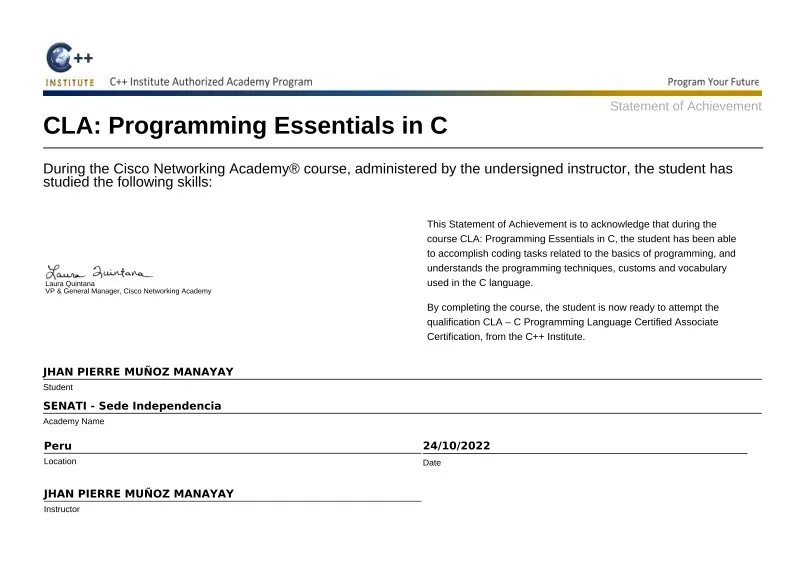 C++
INSTITUTE C++ Institute Authorized Academy Program Program Your Future
Statement of Achievement
CLA: Programming Essentials in C
During the Cisco Networking Academy® course, administered by the undersigned instructor, the student has
studied the following skills:
This Statement of Achievement is to acknowledge that during the
course CLA: Programming Essentials in C, the student has been able
to accomplish coding tasks related to the basics of programming, and
understands the programming techniques, customs and vocabulary
used in the C language.
By completing the course, the student is now ready to attempt the
qualification CLA – C Programming Language Certified Associate
Certification, from the C++ Institute.
Laura Quintana
Laura Quintana
VP & General Manager, Cisco Networking Academy
JHAN PIERRE MUÑOZ MANAYAY
Student
SENATI - Sede Independencia
Academy Name
Peru
Location
24/10/2022
Date
JHAN PIERRE MUÑOZ MANAYAY
Instructor